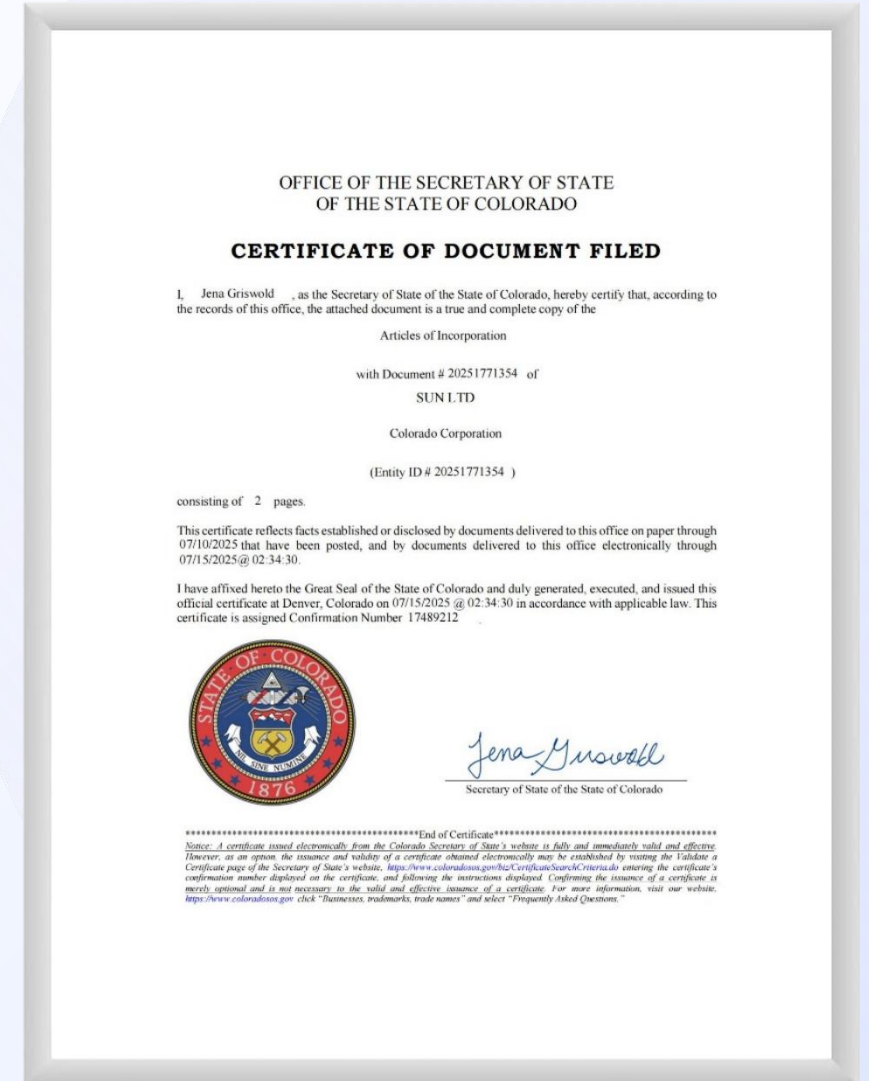 OFFICE OF THE SECRETARY OF STATE
OF THE STATE OF COLORADO
CERTIFICATE OF DOCUMENT FILED
I, Jena Griswold , as the Secretary of State of the State of Colorado, hereby certify that, according to
the records of this office, the attached document is a true and complete copy of the
Articles of Incorporation
with Document # 20251771354 of
SUN LTD
Colorado Corporation
(Entity ID # 20251771354 )
consisting of 2 pages.
This certificate reflects facts established or disclosed by documents delivered to this office on paper through
07/10/2025 that have been posted, and by documents delivered to this office electronically through
07/15/2025@ 02:34:30.
I have affixed hereto the Great Seal of the State of Colorado and duly generated, executed, and issued this
official certificate at Denver, Colorado on 07/15/2025 @ 02:34:30 in accordance with applicable law. This
certificate is assigned Confirmation Number 17489212
STATE OF COLORADO
NIL SINE NUMINE
1876
Jena Griswold
Secretary of State of the State of Colorado
*********************************************End of Certificate*********************************************
Notice: A certificate issued electronically from the Colorado Secretary of State's website is fully and immediately valid and effective.
However, as an option, the issuance and validity of a certificate obtained electronically may be established by visiting the Validate a
Certificate page of the Secretary of State's website, https://www.coloradosos.gov/biz/CertificateSearchCriteria.do entering the certificate's
confirmation number displayed on the certificate, and following the instructions displayed. Confirming the issuance of a certificate is
merely optional and is not necessary to the valid and effective issuance of a certificate. For more information, visit our website,
https://www.coloradosos.gov click "Businesses, trademarks, trade names" and select "Frequently Asked Questions."